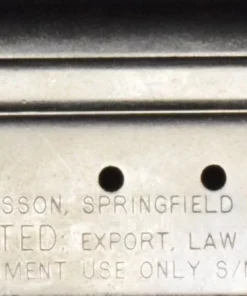 SSON, SPRINGFIELD
TED: EXPORT, LAW
MENT USE ONLY S/N